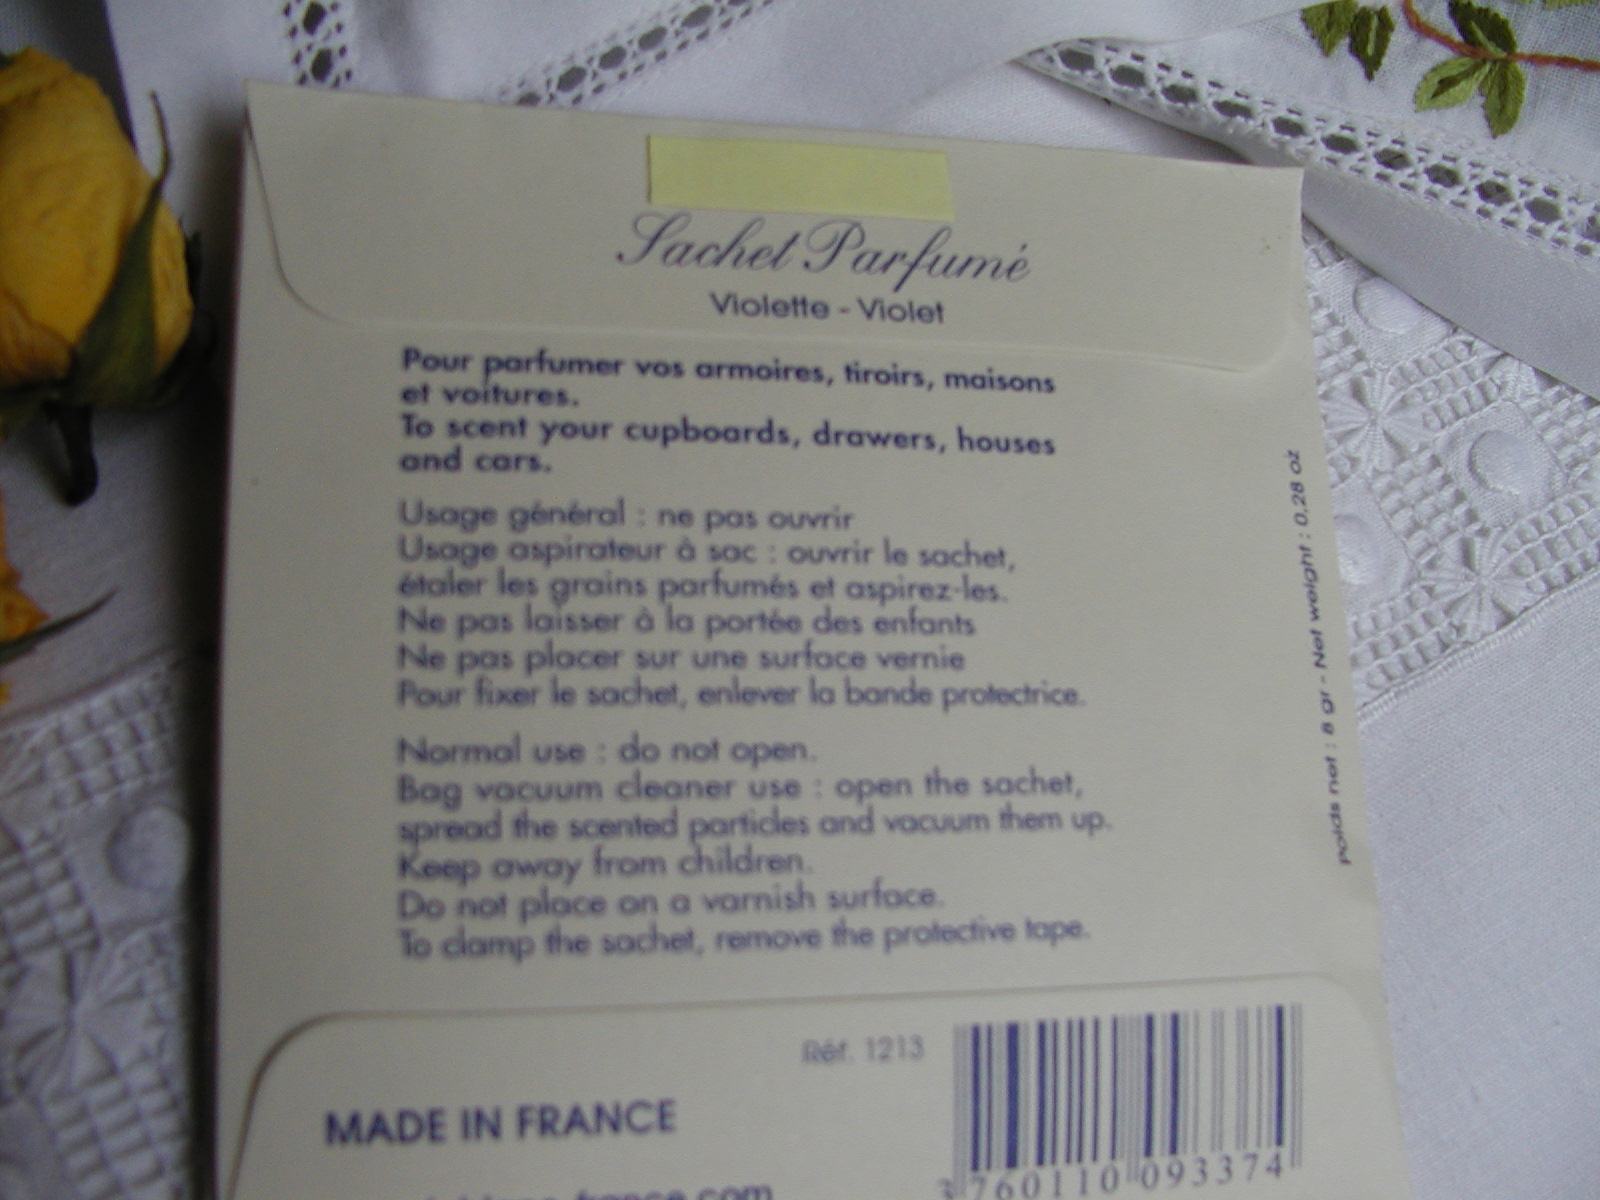 Sachet Parfumé
Violette - Violet
Pour parfumer vos armoires, tiroirs, maisons
et voitures.
To scent your cupboards, drawers, houses
and cars.
Usage général : ne pas ouvrir
Usage aspirateur à sac : ouvrir le sachet,
étaler les grains parfumés et aspirez-les.
Ne pas laisser à la portée des enfants
Ne pas placer sur une surface vernie
Pour fixer le sachet, enlever la bande protectrice.
Normal use : do not open.
Bag vacuum cleaner use : open the sachet,
spread the scented particles and vacuum them up.
Keep away from children.
Do not place on a varnish surface.
To clamp the sachet, remove the protective tape.
Poids net : 8 gr - Net weight : 0,28 oz
Réf. 1213
MADE IN FRANCE
3 760110 093374